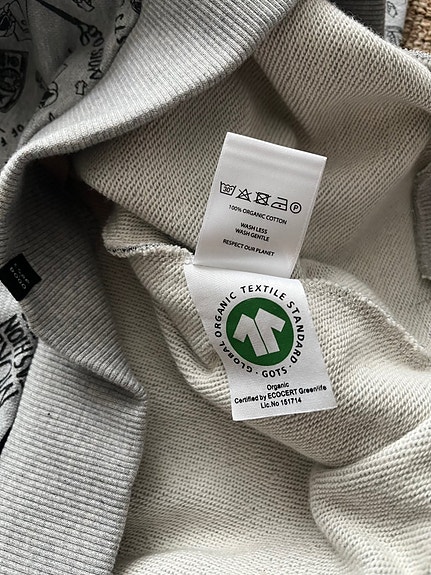 30°
P
100% ORGANIC COTTON
WASH LESS
WASH GENTLE
RESPECT OUR PLANET
GLOBAL ORGANIC TEXTILE STANDARD
· GOTS ·
Organic
Certified by ECOCERT Greenlife
Lic.No 151714